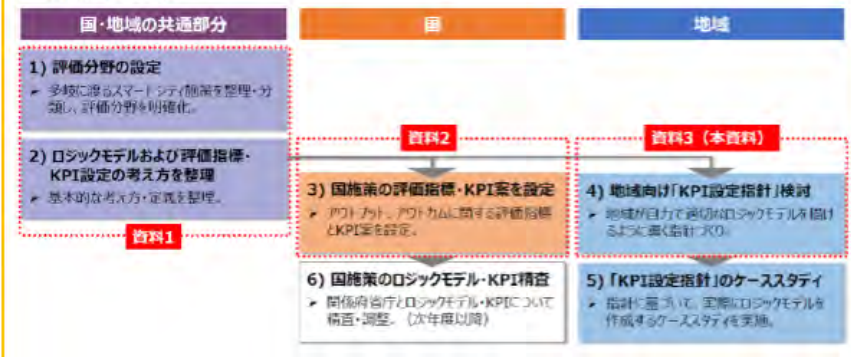 国・地域の共通部分
国
地域
1) 評価分野の設定
➢ 多岐に渡るスマートシティ施策を整理・分
類し、評価分野を明確化。
2) ロジックモデルおよび評価指標・
KPI設定の考え方を整理
➢ 基本的な考え方・定義を整理。
資料1
資料2
3) 国施策の評価指標・KPI案を設定
➢ アウトプット、アウトカムに関する評価指標
とKPI案を設定。
6) 国施策のロジックモデル・KPI精査
➢ 関係府省庁とロジックモデル・KPIについて
精査・調整。（次年度以降）
資料3（本資料）
4) 地域向け「KPI設定指針」検討
➢ 地域が自力で適切なロジックモデルを描け
るように導く指針づくり。
5)「KPI設定指針」のケーススタディ
➢ 指針に基づいて、実際にロジックモデルを
作成するケーススタディを実施。